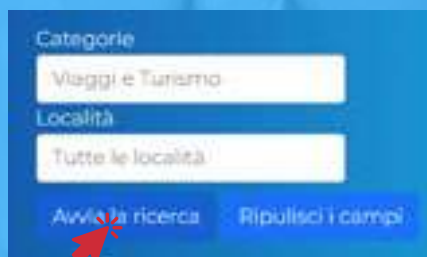 Categorie
Viaggi e Turismo
Località
Tutte le località
Avvia la ricerca Ripulisci i campi